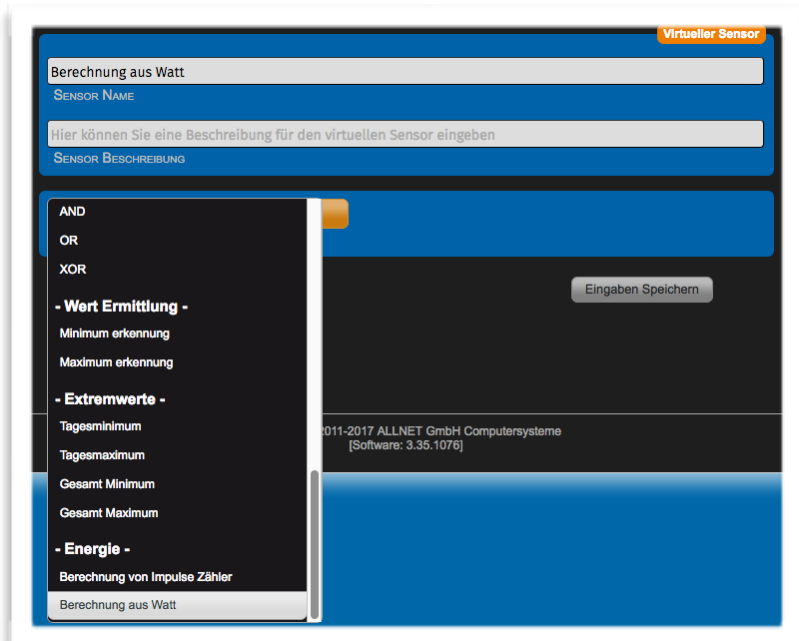 Virtueller Sensor
Berechnung aus Watt
Sensor Name
Hier können Sie eine Beschreibung für den virtuellen Sensor eingeben
Sensor Beschreibung
AND
OR
XOR
- Wert Ermittlung -
Minimum erkennung
Maximum erkennung
- Extremwerte -
Tagesminimum
Tagesmaximum
Gesamt Minimum
Gesamt Maximum
- Energie -
Berechnung von Impulse Zähler
Berechnung aus Watt
Eingaben Speichern
2011-2017 ALLNET GmbH Computersysteme
[Software: 3.35.1076]